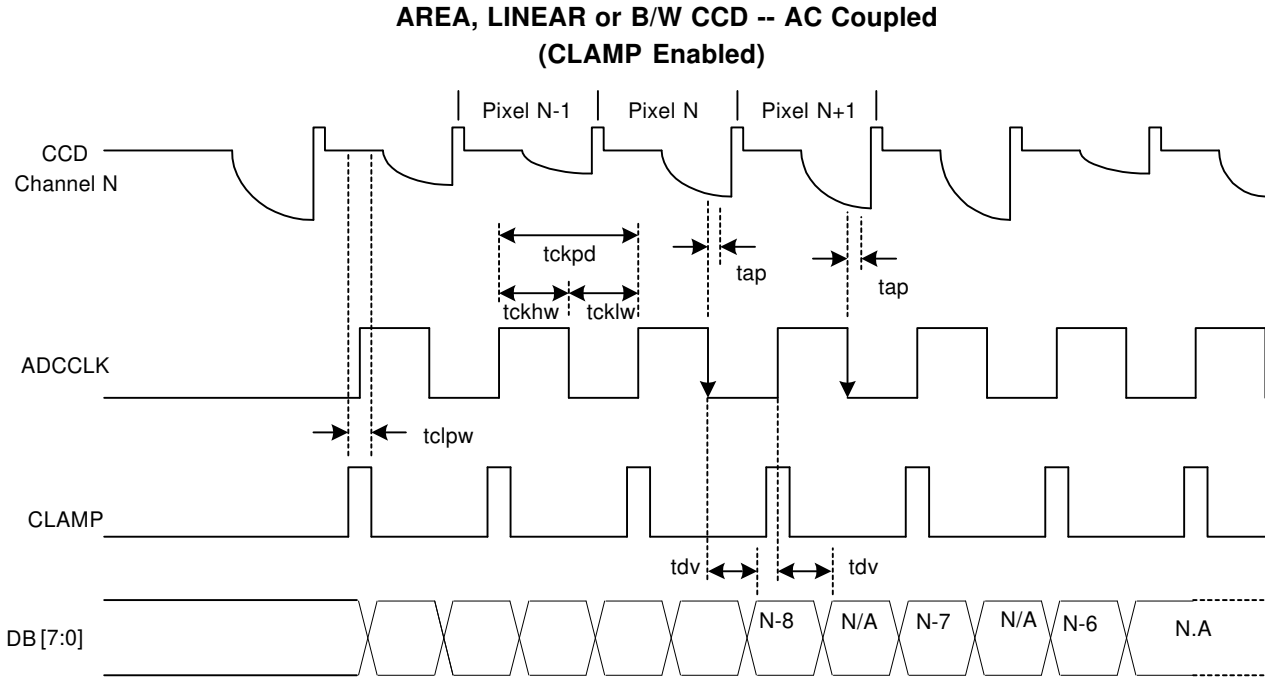 AREA, LINEAR or B/W CCD -- AC Coupled
(CLAMP Enabled)
Pixel N-1
Pixel N
Pixel N+1
CCD
Channel N
tckpd
tap
tap
tckhw
tcklw
ADCCLK
tclpw
CLAMP
tdv
tdv
DB [7:0]
N-8
N/A
N-7
N/A
N-6
N.A